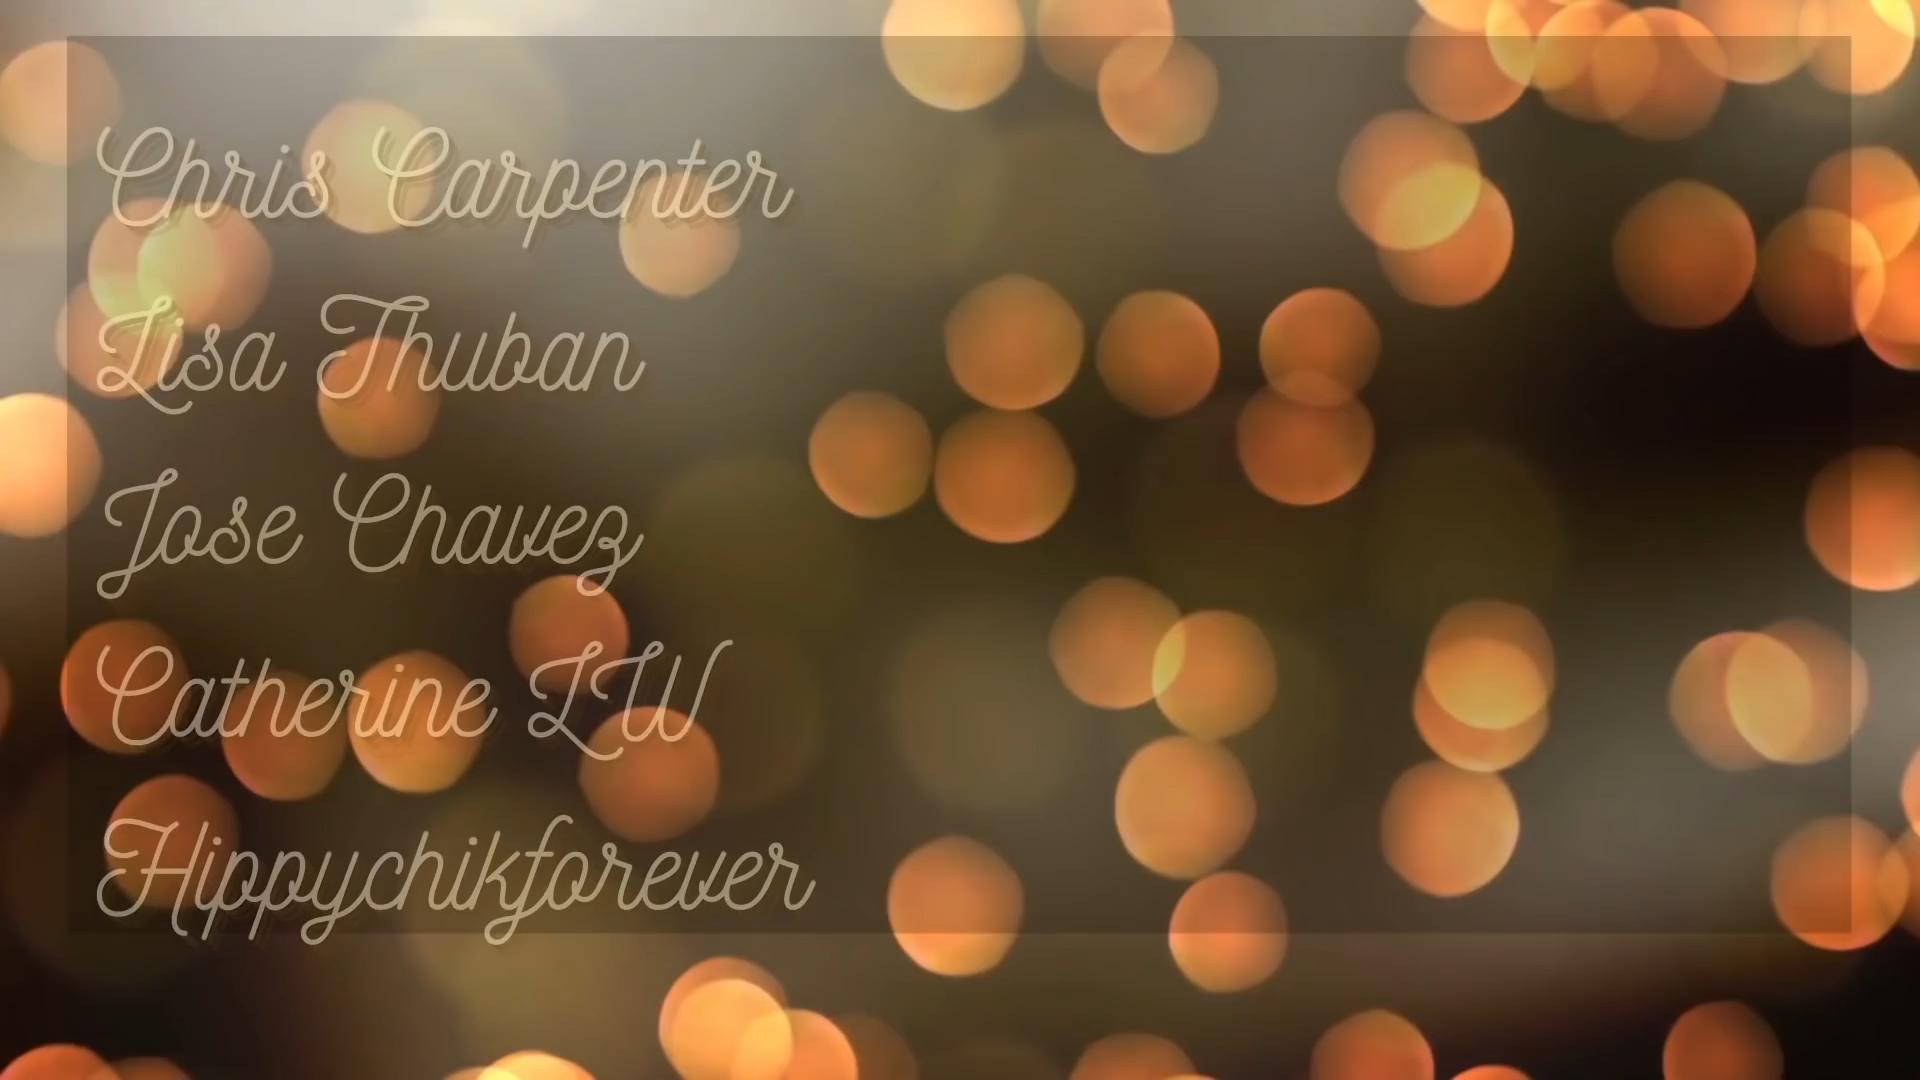 Chris Carpenter
Lisa Thuban
Jose Chavez
Catherine LW
Hippychikforever